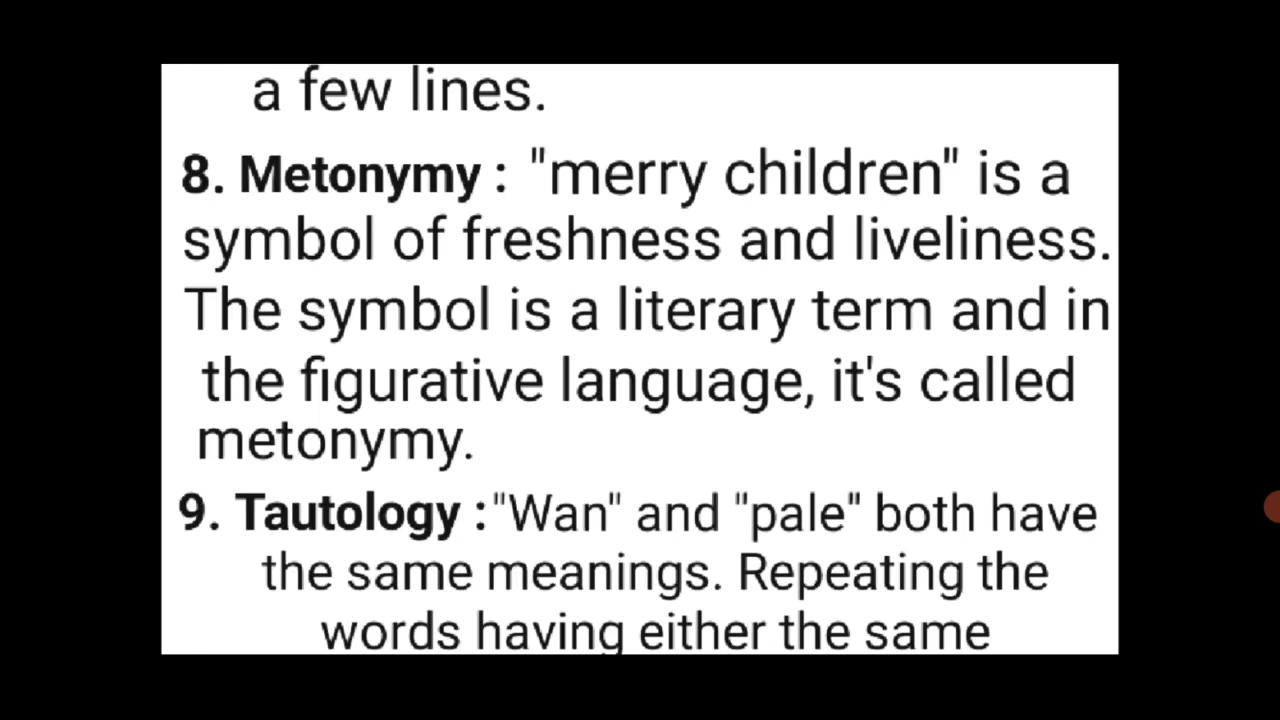 a few lines.
8. Metonymy : "merry children" is a
symbol of freshness and liveliness.
The symbol is a literary term and in
the figurative language, it's called
metonymy.
9. Tautology :"Wan" and "pale" both have
the same meanings. Repeating the
words having either the same